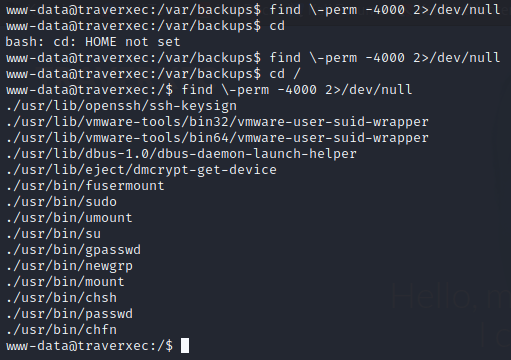 www-data@traverxec:/var/backups$ find \-perm -4000 2>/dev/null
www-data@traverxec:/var/backups$ cd
bash: cd: HOME not set
www-data@traverxec:/var/backups$ find \-perm -4000 2>/dev/null
www-data@traverxec:/var/backups$ cd /
www-data@traverxec:/$ find \-perm -4000 2>/dev/null
./usr/lib/openssh/ssh-keysign
./usr/lib/vmware-tools/bin32/vmware-user-suid-wrapper
./usr/lib/vmware-tools/bin64/vmware-user-suid-wrapper
./usr/lib/dbus-1.0/dbus-daemon-launch-helper
./usr/lib/eject/dmcrypt-get-device
./usr/bin/fusermount
./usr/bin/sudo
./usr/bin/umount
./usr/bin/su
./usr/bin/gpasswd
./usr/bin/newgrp
./usr/bin/mount
./usr/bin/chsh
./usr/bin/passwd
./usr/bin/chfn
www-data@traverxec:/$
Hello,